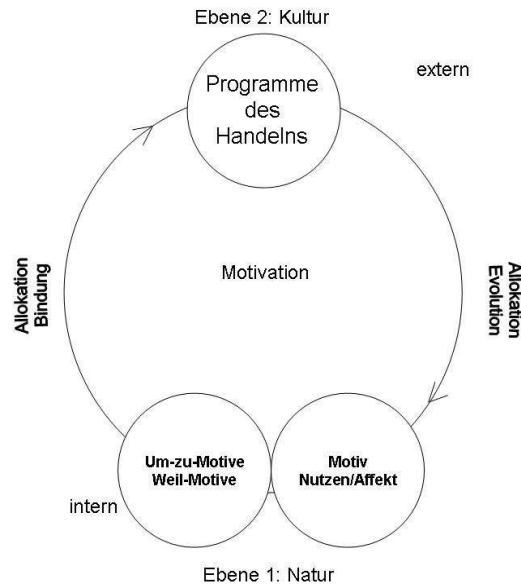 Ebene 2: Kultur
extern
Programme
des
Handelns
Allokation
Bindung
Motivation
Allokation
Evolution
Um-zu-Motive
Weil-Motive
Motiv
Nutzen/Affekt
intern
Ebene 1: Natur